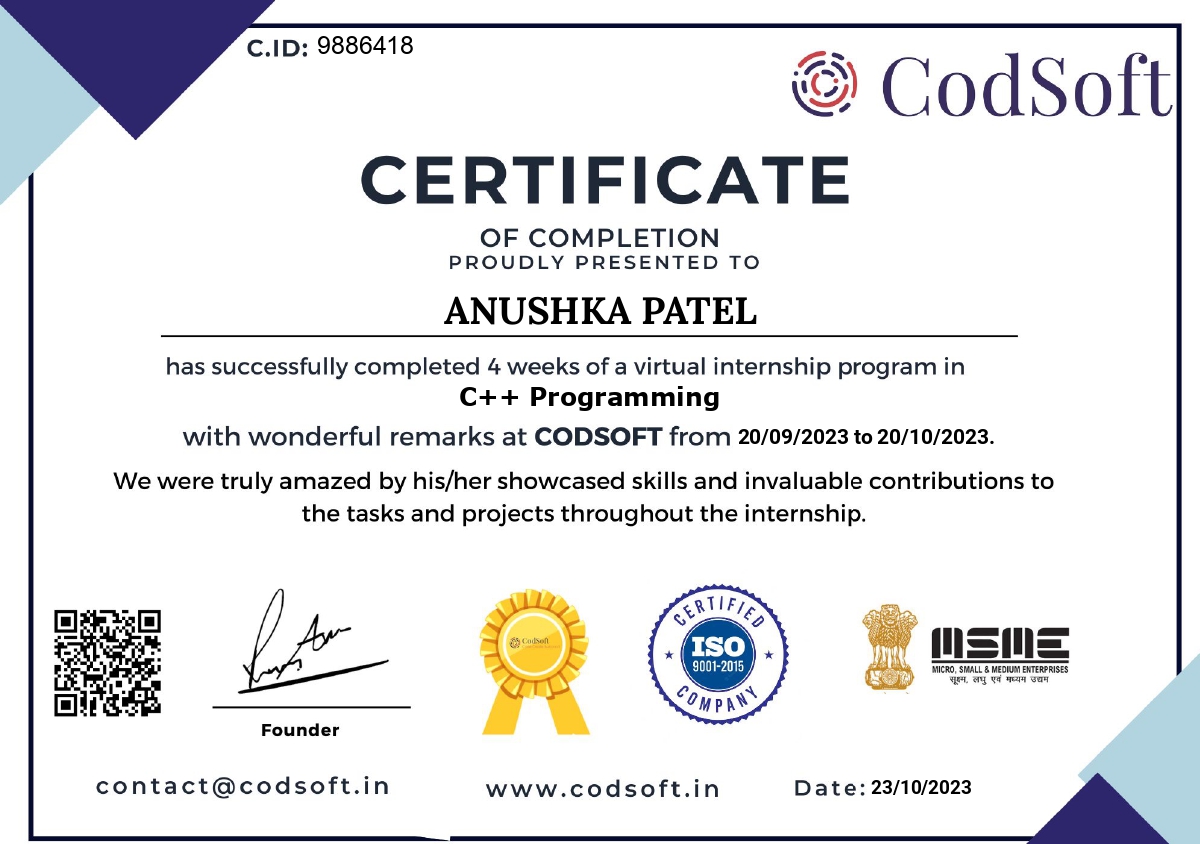 C.ID: 9886418
CodSoft
CERTIFICATE
OF COMPLETION
PROUDLY PRESENTED TO
ANUSHKA PATEL
has successfully completed 4 weeks of a virtual internship program in
C++ Programming
with wonderful remarks at CODSOFT from 20/09/2023 to 20/10/2023.
We were truly amazed by his/her showcased skills and invaluable contributions to
the tasks and projects throughout the internship.
Founder
CodSoft
CERTIFIED
ISO
9001-2015
COMPANY
MSME
MICRO, SMALL & MEDIUM ENTERPRISES
सूक्ष्म, लघु एवं मध्यम उद्यम
contact@codsoft.in
www.codsoft.in
Date: 23/10/2023